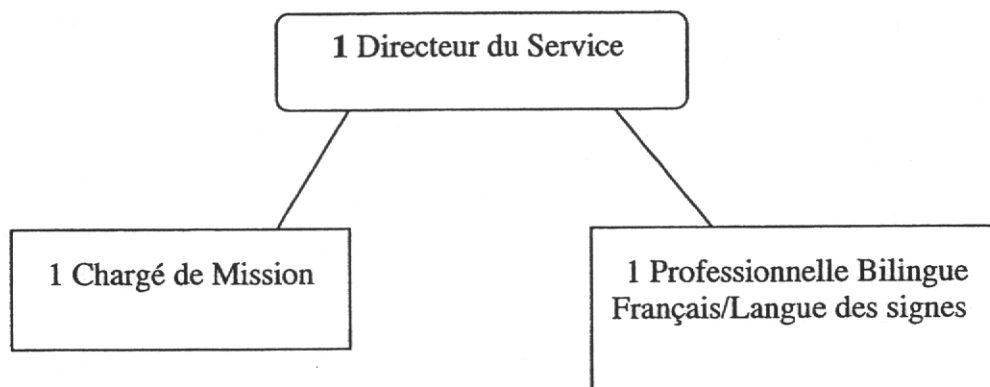 1 Directeur du Service
1 Chargé de Mission
1 Professionnelle Bilingue
Français/Langue des signes